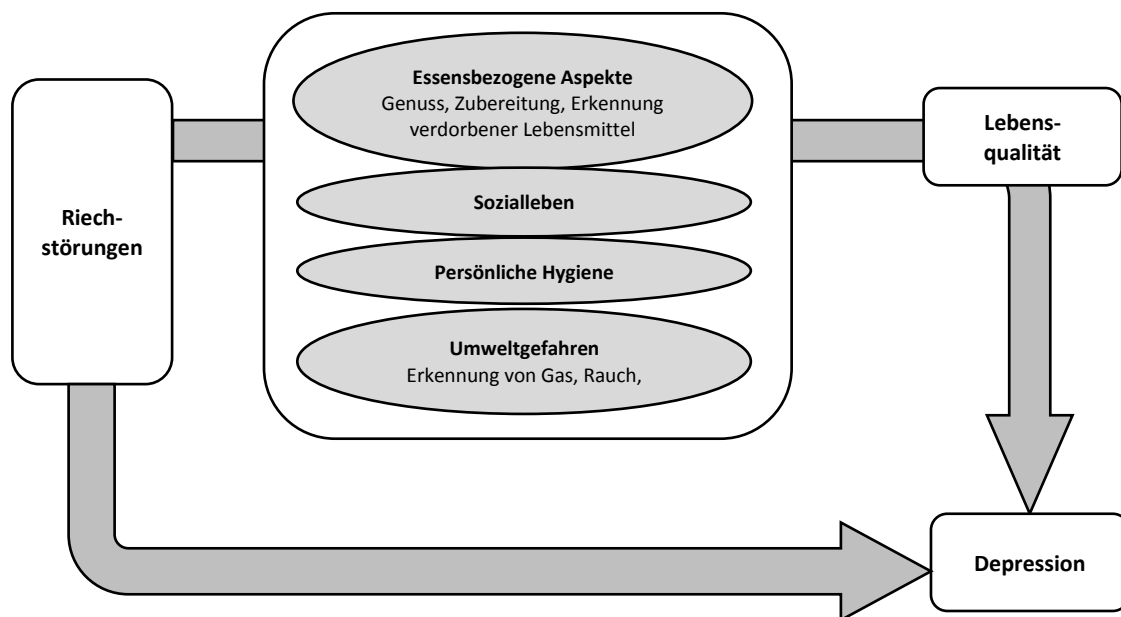 Riech-
störungen
Essensbezogene Aspekte
Genuss, Zubereitung, Erkennung
verdorbener Lebensmittel
Sozialleben
Persönliche Hygiene
Umweltgefahren
Erkennung von Gas, Rauch,
Lebens-
qualität
Depression